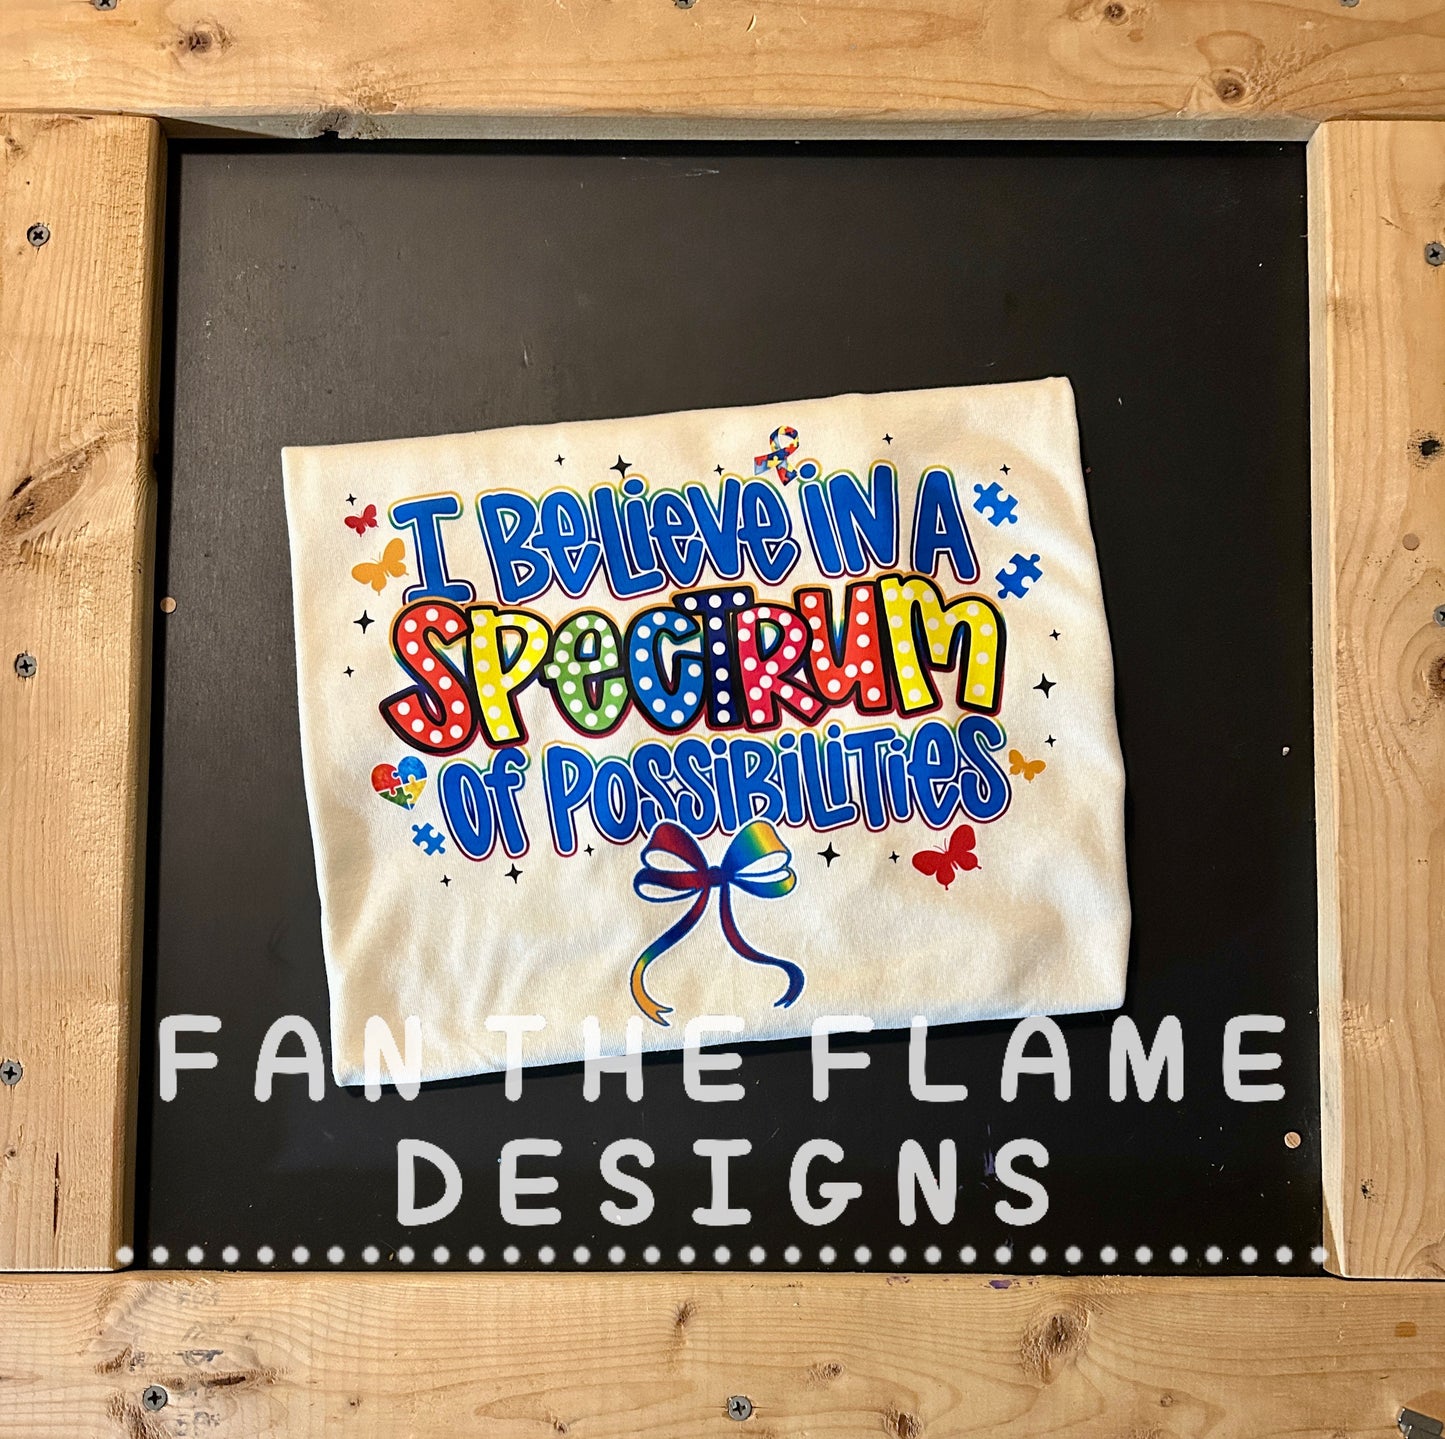 I BELIEVE IN A
SPECTRUM
OF POSSIBILITIES
FAN THE FLAME
DESIGNS